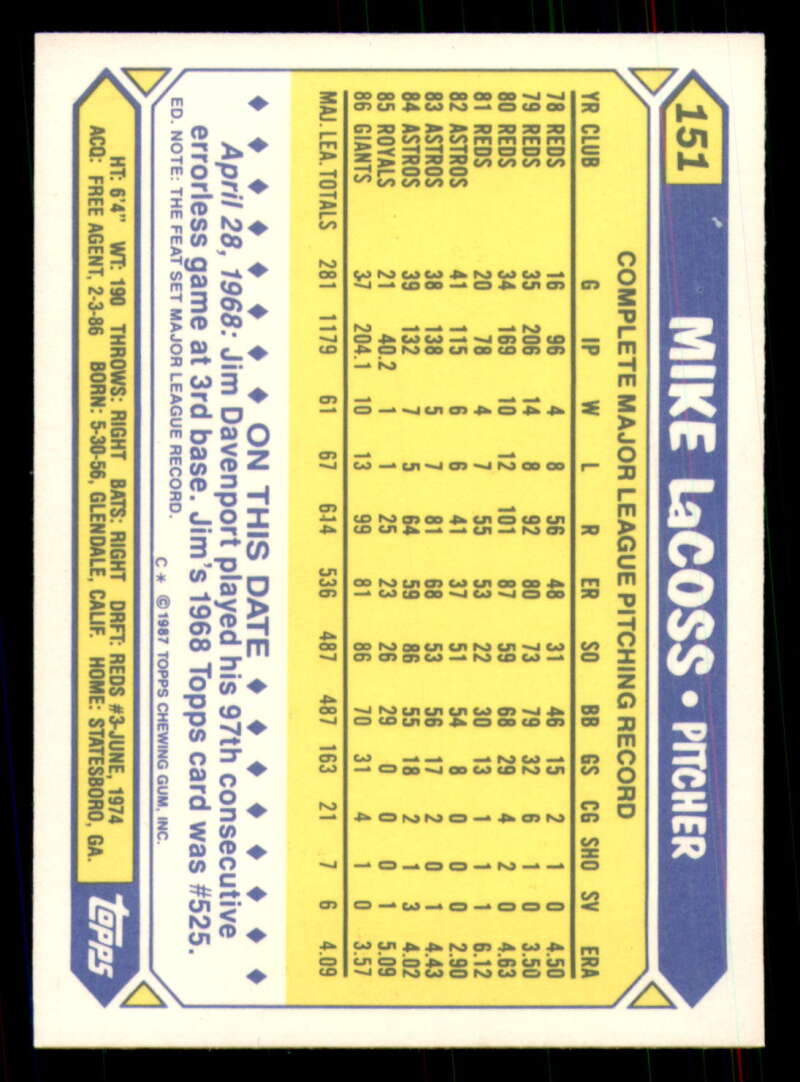 151
MIKE LaCOSS • PITCHER
COMPLETE MAJOR LEAGUE PITCHING RECORD
YR CLUB G IP W L R ER SO BB GS CG SHO SV ERA
78 REDS 16 96 4 8 56 48 31 46 15 2 1 0 4.50
79 REDS 35 206 14 8 92 80 73 79 32 6 1 0 3.50
80 REDS 34 169 10 12 101 87 59 68 29 4 2 0 4.63
81 REDS 20 78 4 7 55 53 22 30 13 1 1 1 6.12
82 ASTROS 41 115 6 6 41 37 51 54 8 0 0 0 2.90
83 ASTROS 38 138 5 7 81 68 53 56 17 2 0 1 4.43
84 ASTROS 39 132 7 5 64 59 86 55 18 2 1 3 4.02
85 ROYALS 21 40.2 1 1 25 23 26 29 0 0 0 1 5.09
86 GIANTS 37 204.1 10 13 99 81 86 70 31 4 1 0 3.57
MAJ. LEA. TOTALS 281 1179 61 67 614 536 487 487 163 21 7 6 4.09
ON THIS DATE
April 28, 1968: Jim Davenport played his 97th consecutive
errorless game at 3rd base. Jim's 1968 Topps card was #525.
ED. NOTE: THE FEAT SET MAJOR LEAGUE RECORD.
C* ©1987 TOPPS CHEWING GUM, INC.
HT: 6'4" WT: 190 THROWS: RIGHT BATS: RIGHT DRFT: REDS #3-JUNE, 1974
ACQ: FREE AGENT, 2-3-86 BORN: 5-30-56, GLENDALE, CALIF. HOME: STATESBORO, GA.
topps